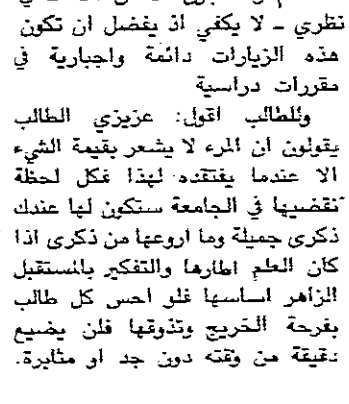 نظري - لا يكفي اذ يفضل ان تكون
هذه الزيارات دائمة واجبارية في
مقررات دراسية
وللطالب اقول: عزيزي الطالب
يقولون ان المرء لا يشعر بقيمة الشيء
الا عندما يفتقده لهذا فكل لحظة
تقضيها في الجامعة ستكون لها عندك
ذكرى جميلة وما اروعها من ذكرى اذا
كان العلم اطارها والتفكير بالمستقبل
الزاهر اساسها فلو احس كل طالب
بفرحة الخريج وتذوقها فلن يضيع
دقيقة من وقته دون جد او مثابرة.